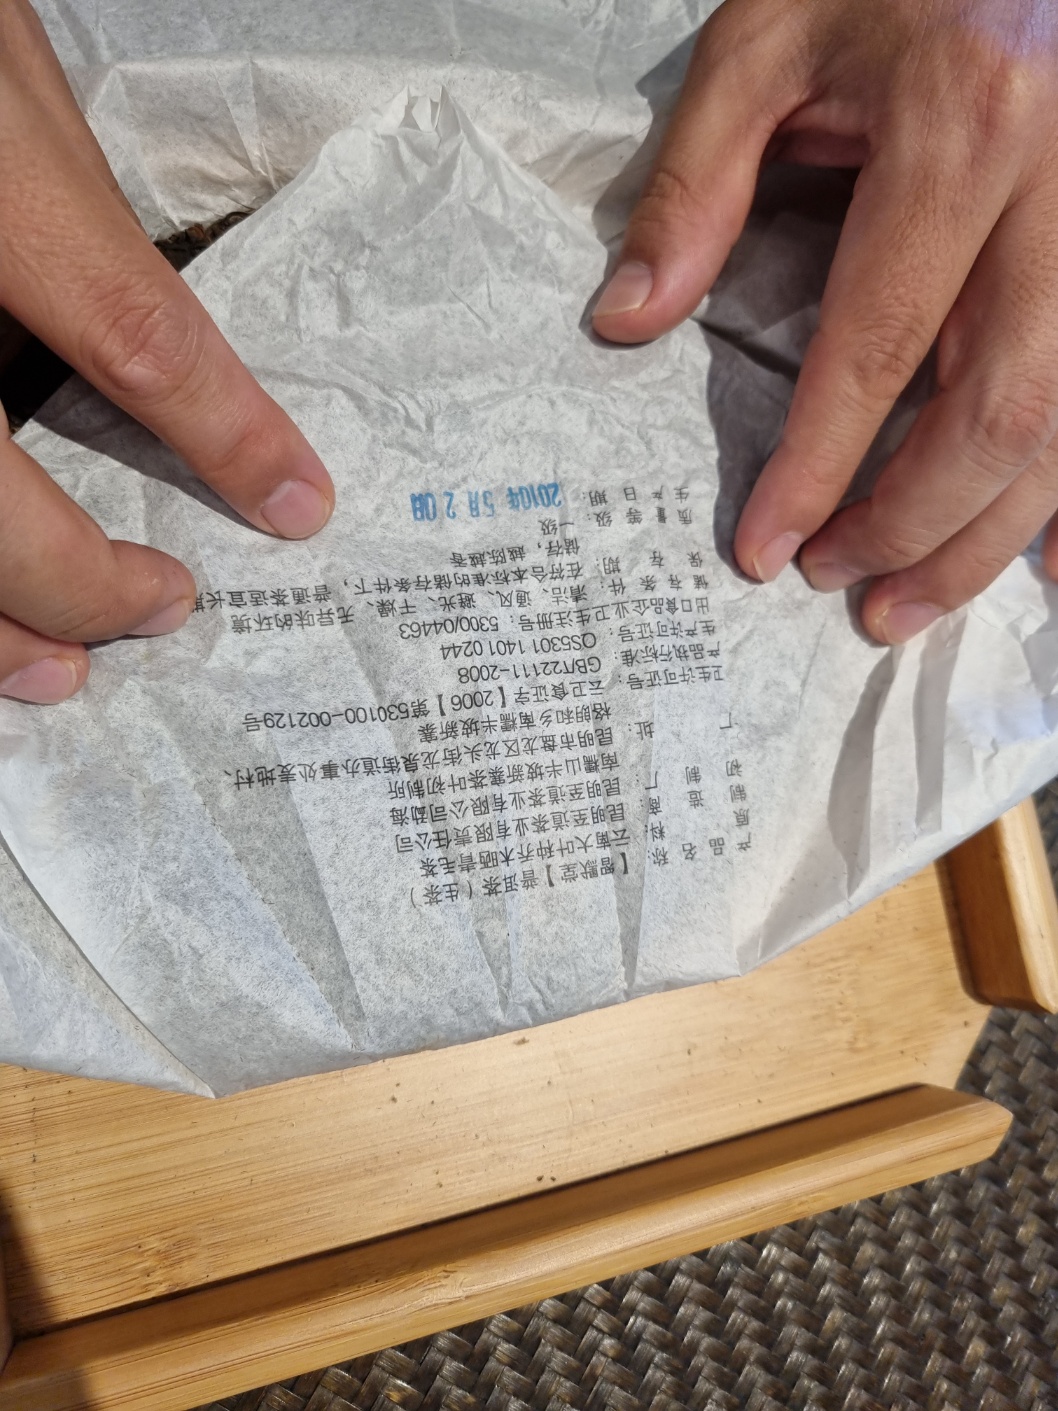 产品名称:【智默堂】普洱茶(生茶)
原料:云南大叶种乔木晒青毛茶
制造商:昆明至道茶业有限责任公司
初制厂:昆明至道茶业有限公司勐海
南糯山半坡新寨茶叶初制所
厂址:昆明市盘龙区龙头街龙泉街道办事处麦地村、
格朗和乡南糯半坡新寨
卫生许可证号:云卫食证字【2006】第530100-002129号
产品执行标准:GB/T22111-2008
生产许可证号:QS5301 1401 0244
出口食品企业卫生注册号:5300/04463
储存条件:清洁、通风、避光、干燥、无异味的环境
保存期:在符合本标准的储存条件下,普通茶适宜长期
储存,越陈越香
质量等级:一级
生产日期:2010年5月20日